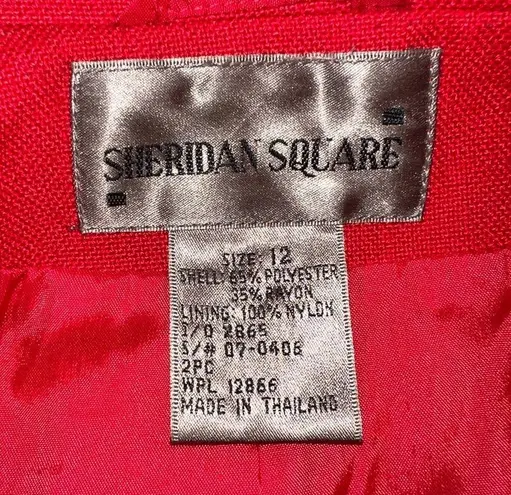 SHERIDAN SQUARE
SIZE: 12
SHELL: 65% POLYESTER
35% RAYON
LINING: 100% NYLON
T/O 2865
S/# 07-0406
2PC
WPL 12866
MADE IN THAILAND